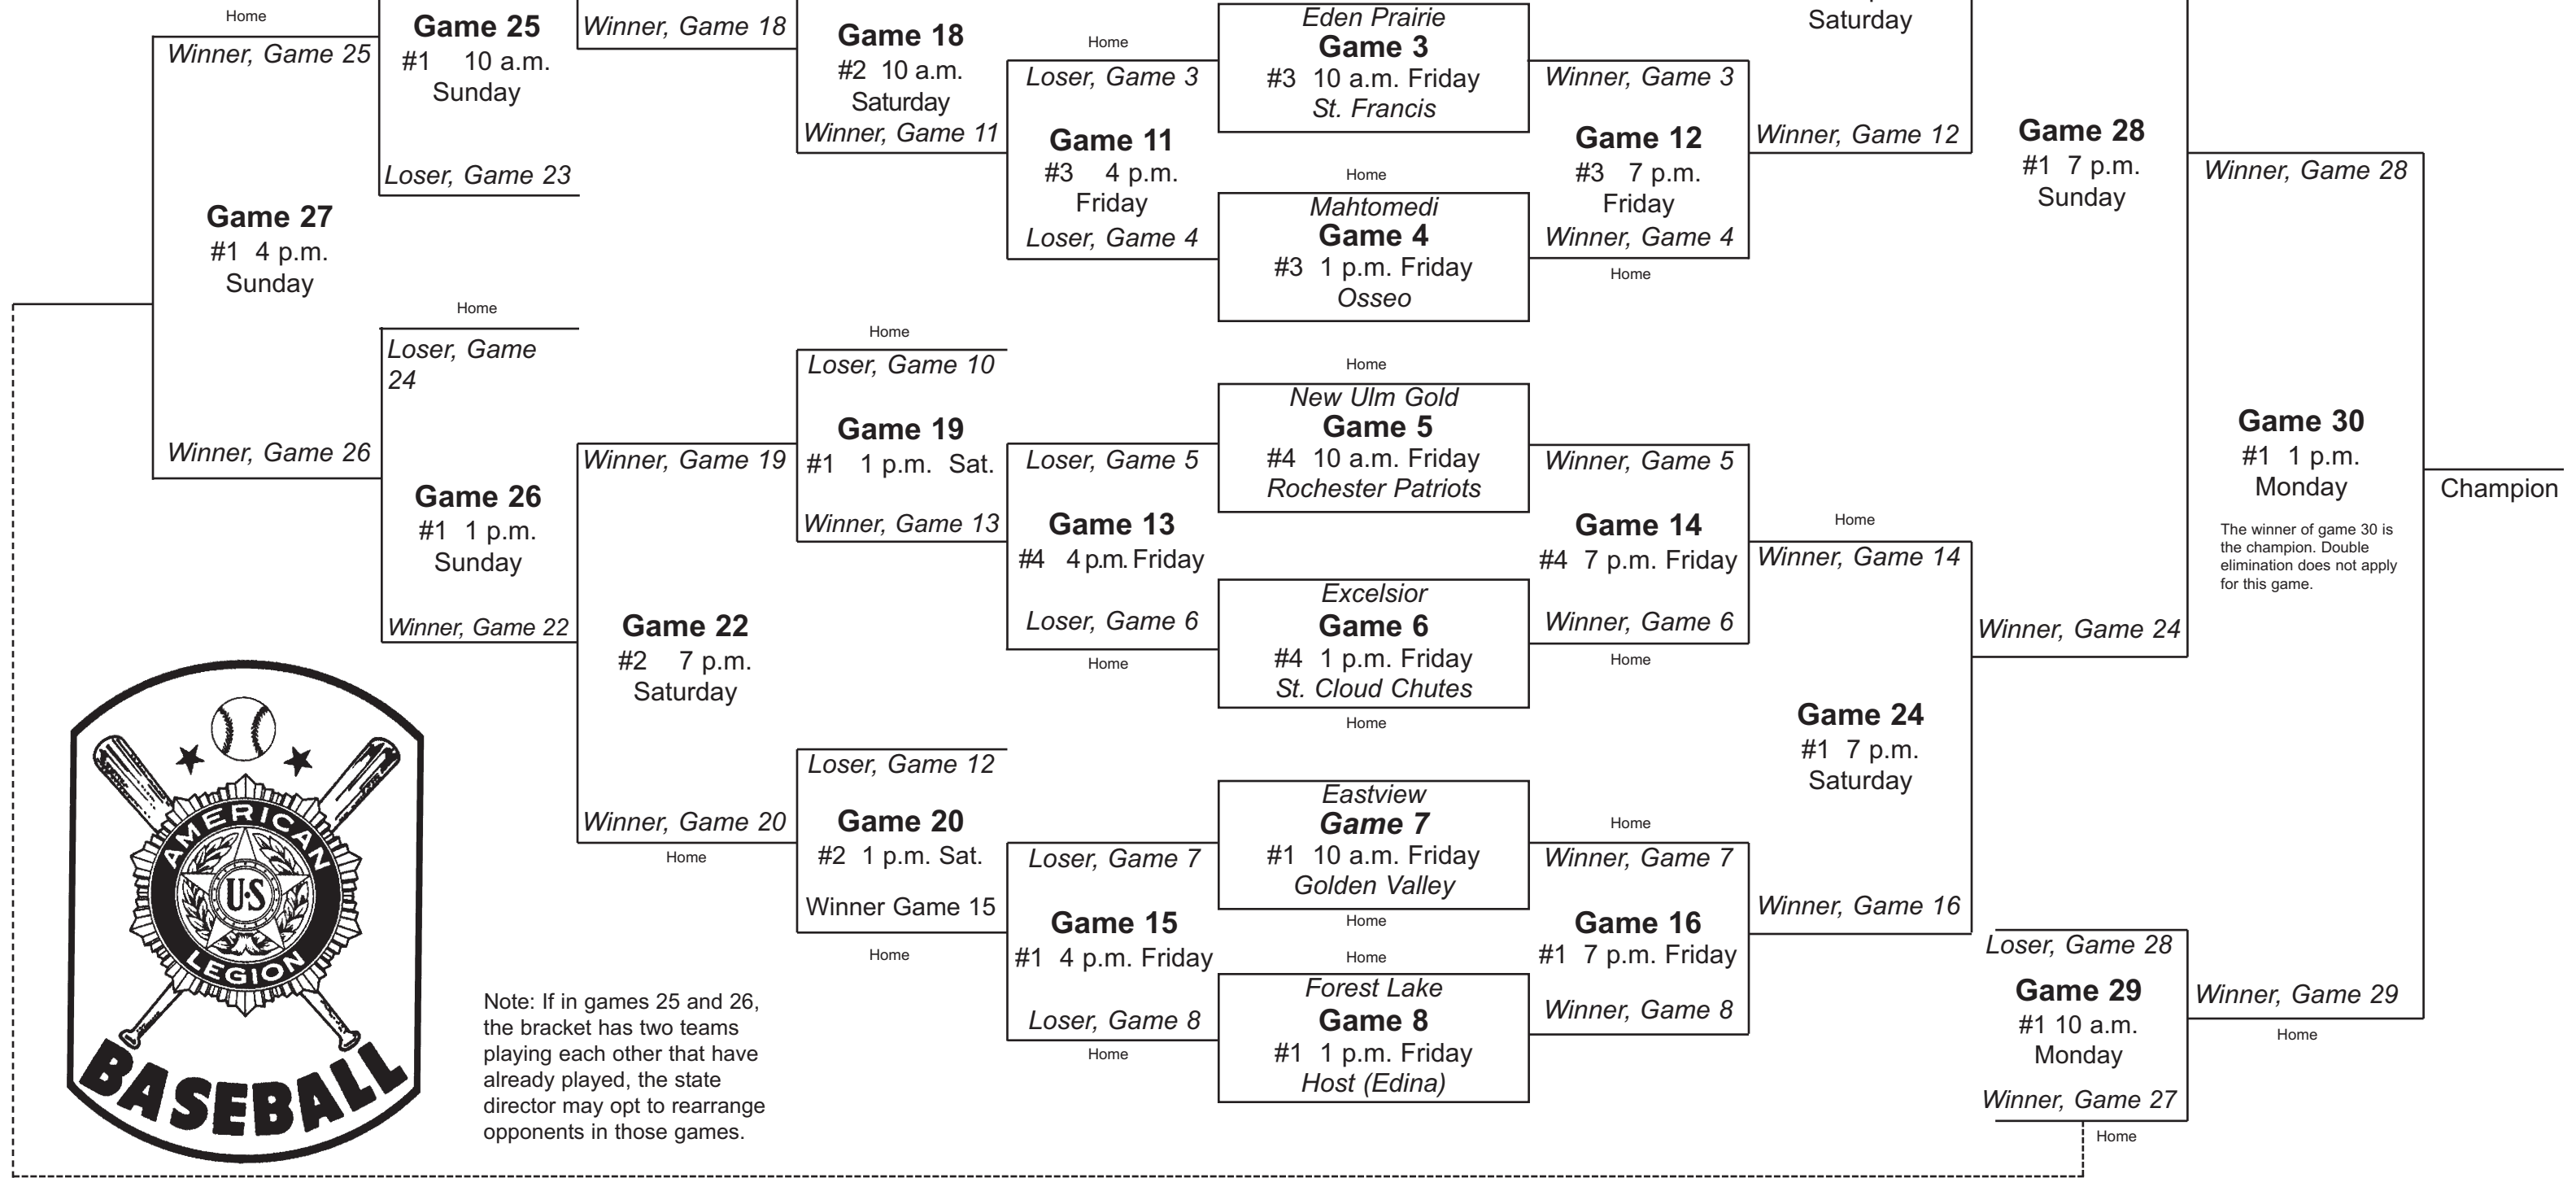 Home
Winner, Game 25
Game 25
#1 10 a.m.
Sunday
Loser, Game 23
Game 27
#1 4 p.m.
Sunday
Home
Loser, Game
24
Winner, Game 26
Game 26
#1 1 p.m.
Sunday
Winner, Game 22
Winner, Game 18
Game 18
#2 10 a.m.
Saturday
Winner, Game 11
Home
Loser, Game 10
Game 19
#1 1 p.m. Sat.
Winner, Game 13
Winner, Game 19
Game 22
#2 7 p.m.
Saturday
Winner, Game 20
Home
Loser, Game 12
Game 20
#2 1 p.m. Sat.
Winner Game 15
Home
Home
Loser, Game 3
Game 11
#3 4 p.m.
Friday
Loser, Game 4
Loser, Game 5
Game 13
#4 4 p.m. Friday
Loser, Game 6
Home
Loser, Game 7
Game 15
#1 4 p.m. Friday
Loser, Game 8
Home
Eden Prairie
Game 3
#3 10 a.m. Friday
St. Francis
Home
Mahtomedi
Game 4
#3 1 p.m. Friday
Osseo
Home
New Ulm Gold
Game 5
#4 10 a.m. Friday
Rochester Patriots
Excelsior
Game 6
#4 1 p.m. Friday
St. Cloud Chutes
Home
Eastview
Game 7
#1 10 a.m. Friday
Golden Valley
Home
Home
Forest Lake
Game 8
#1 1 p.m. Friday
Host (Edina)
Winner, Game 3
Game 12
#3 7 p.m.
Friday
Winner, Game 4
Home
Winner, Game 5
Game 14
#4 7 p.m. Friday
Winner, Game 6
Home
Home
Winner, Game 7
Game 16
#1 7 p.m. Friday
Winner, Game 8
Saturday
Winner, Game 12
Home
Winner, Game 14
Game 24
#1 7 p.m.
Saturday
Winner, Game 16
Game 28
#1 7 p.m.
Sunday
Winner, Game 24
Loser, Game 28
Game 29
#1 10 a.m.
Monday
Winner, Game 27
Home
Winner, Game 28
Game 30
#1 1 p.m.
Monday
The winner of game 30 is
the champion. Double
elimination does not apply
for this game.
Winner, Game 29
Home
Champion
AMERICAN
U.S
LEGION
BASEBALL
Note: If in games 25 and 26,
the bracket has two teams
playing each other that have
already played, the state
director may opt to rearrange
opponents in those games.